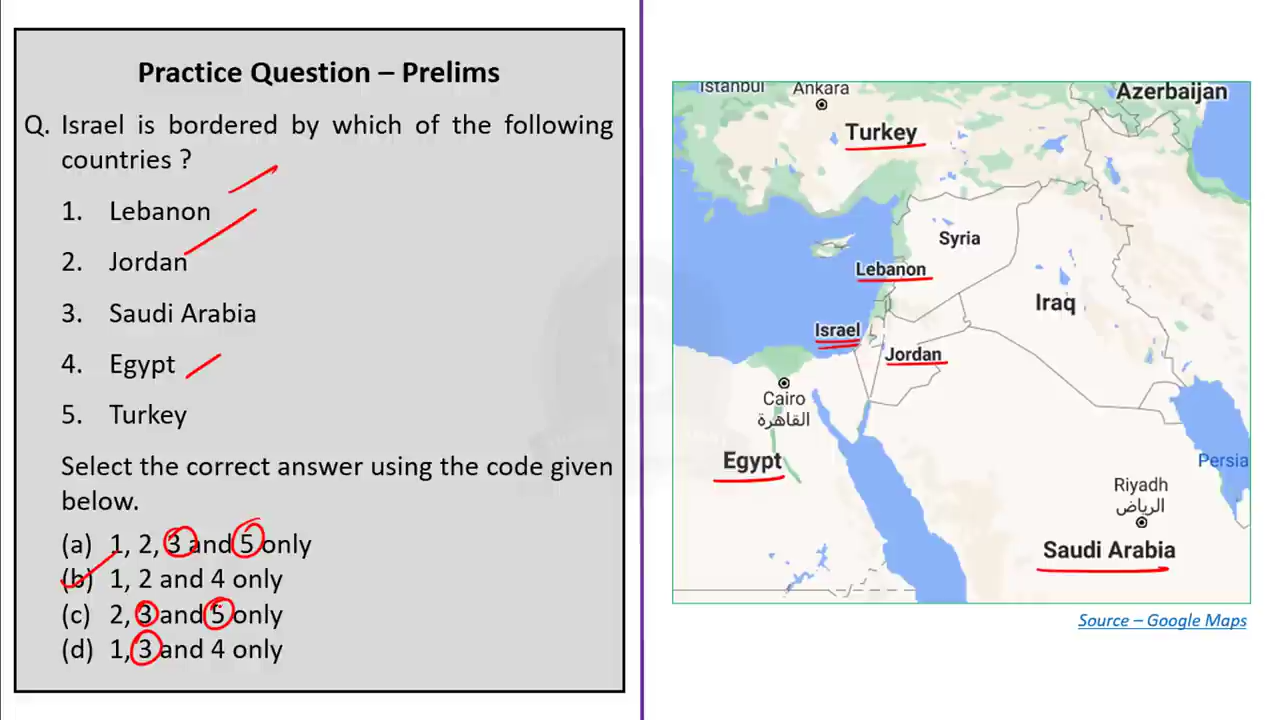 Practice Question – Prelims
Q. Israel is bordered by which of the following
countries ?
1. Lebanon
2. Jordan
3. Saudi Arabia
4. Egypt
5. Turkey
Select the correct answer using the code given
below.
(a) 1, 2, 3 and 5 only
(b) 1, 2 and 4 only
(c) 2, 3 and 5 only
(d) 1, 3 and 4 only
Istanbul
Ankara
Azerbaijan
Turkey
Syria
Lebanon
Iraq
Israel
Jordan
Cairo
القاهرة
Egypt
Persia
Riyadh
الرياض
Saudi Arabia
Source – Google Maps